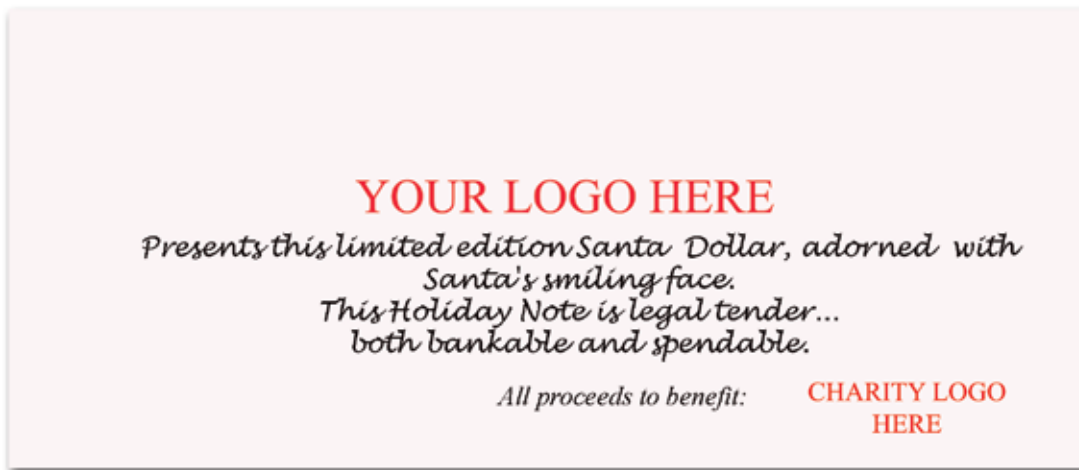 YOUR LOGO HERE
Presents this limited edition Santa Dollar, adorned with
Santa's smiling face.
This Holiday Note is legal tender...
both bankable and spendable.
All proceeds to benefit:
CHARITY LOGO
HERE